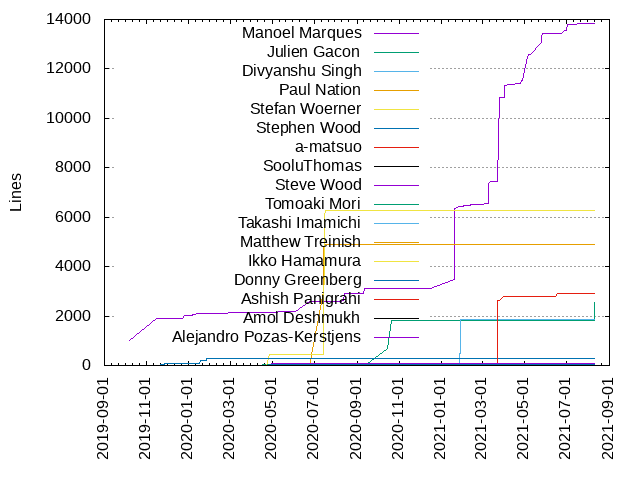 14000
12000
10000
8000
6000
4000
2000
0
Lines
Manoel Marques
Julien Gacon
Divyanshu Singh
Paul Nation
Stefan Woerner
Stephen Wood
a-matsuo
SooluThomas
Steve Wood
Tomoaki Mori
Takashi Imamichi
Matthew Treinish
Ikko Hamamura
Donny Greenberg
Ashish Panigrahi
Amol Deshmukh
Alejandro Pozas-Kerstjens
2019-09-01
2019-11-01
2020-01-01
2020-03-01
2020-05-01
2020-07-01
2020-09-01
2020-11-01
2021-01-01
2021-03-01
2021-05-01
2021-07-01
2021-09-01